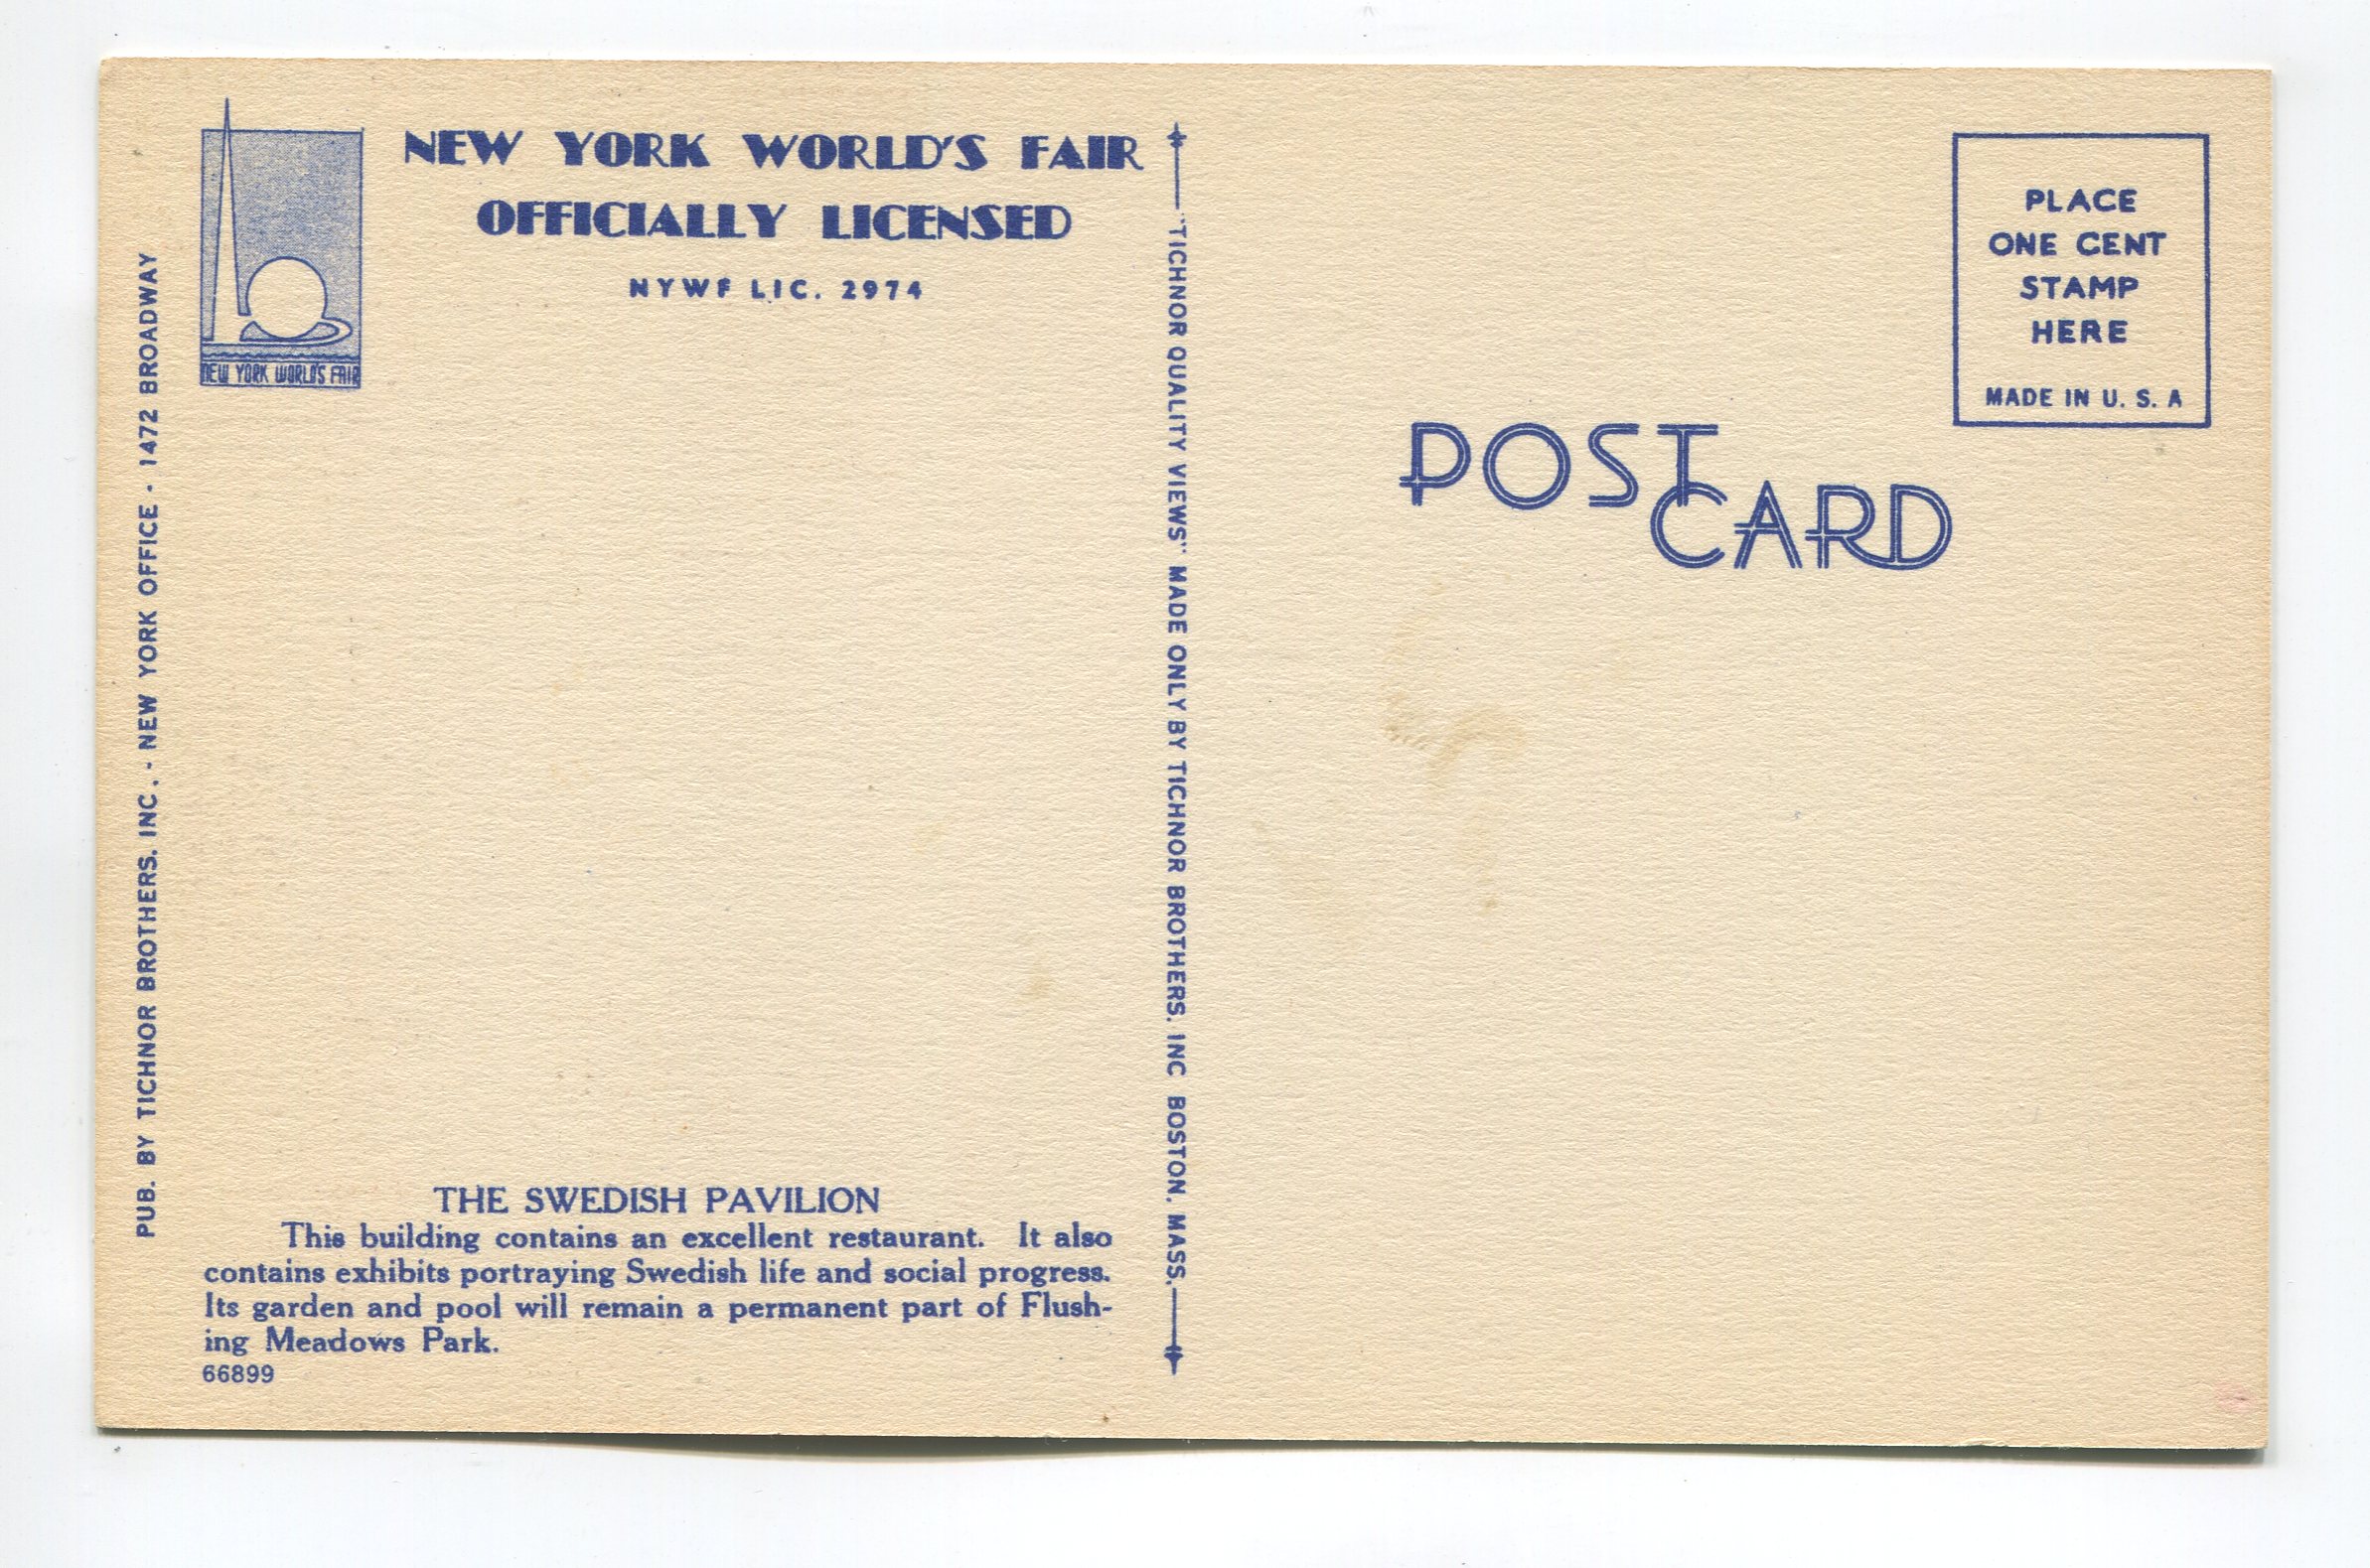 NEW YORK WORLD'S FAIR
OFFICIALLY LICENSED
NYWF LIC. 2974
NEW YORK WORLD'S FAIR
PUB. BY TICHNOR BROTHERS. INC. - NEW YORK OFFICE - 1472 BROADWAY
THE SWEDISH PAVILION
This building contains an excellent restaurant. It also
contains exhibits portraying Swedish life and social progress.
Its garden and pool will remain a permanent part of Flush-
ing Meadows Park.
66899
"TICHNOR QUALITY VIEWS" MADE ONLY BY TICHNOR BROTHERS. INC BOSTON. MASS.
PLACE
ONE CENT
STAMP
HERE
MADE IN U. S. A
POST
CARD